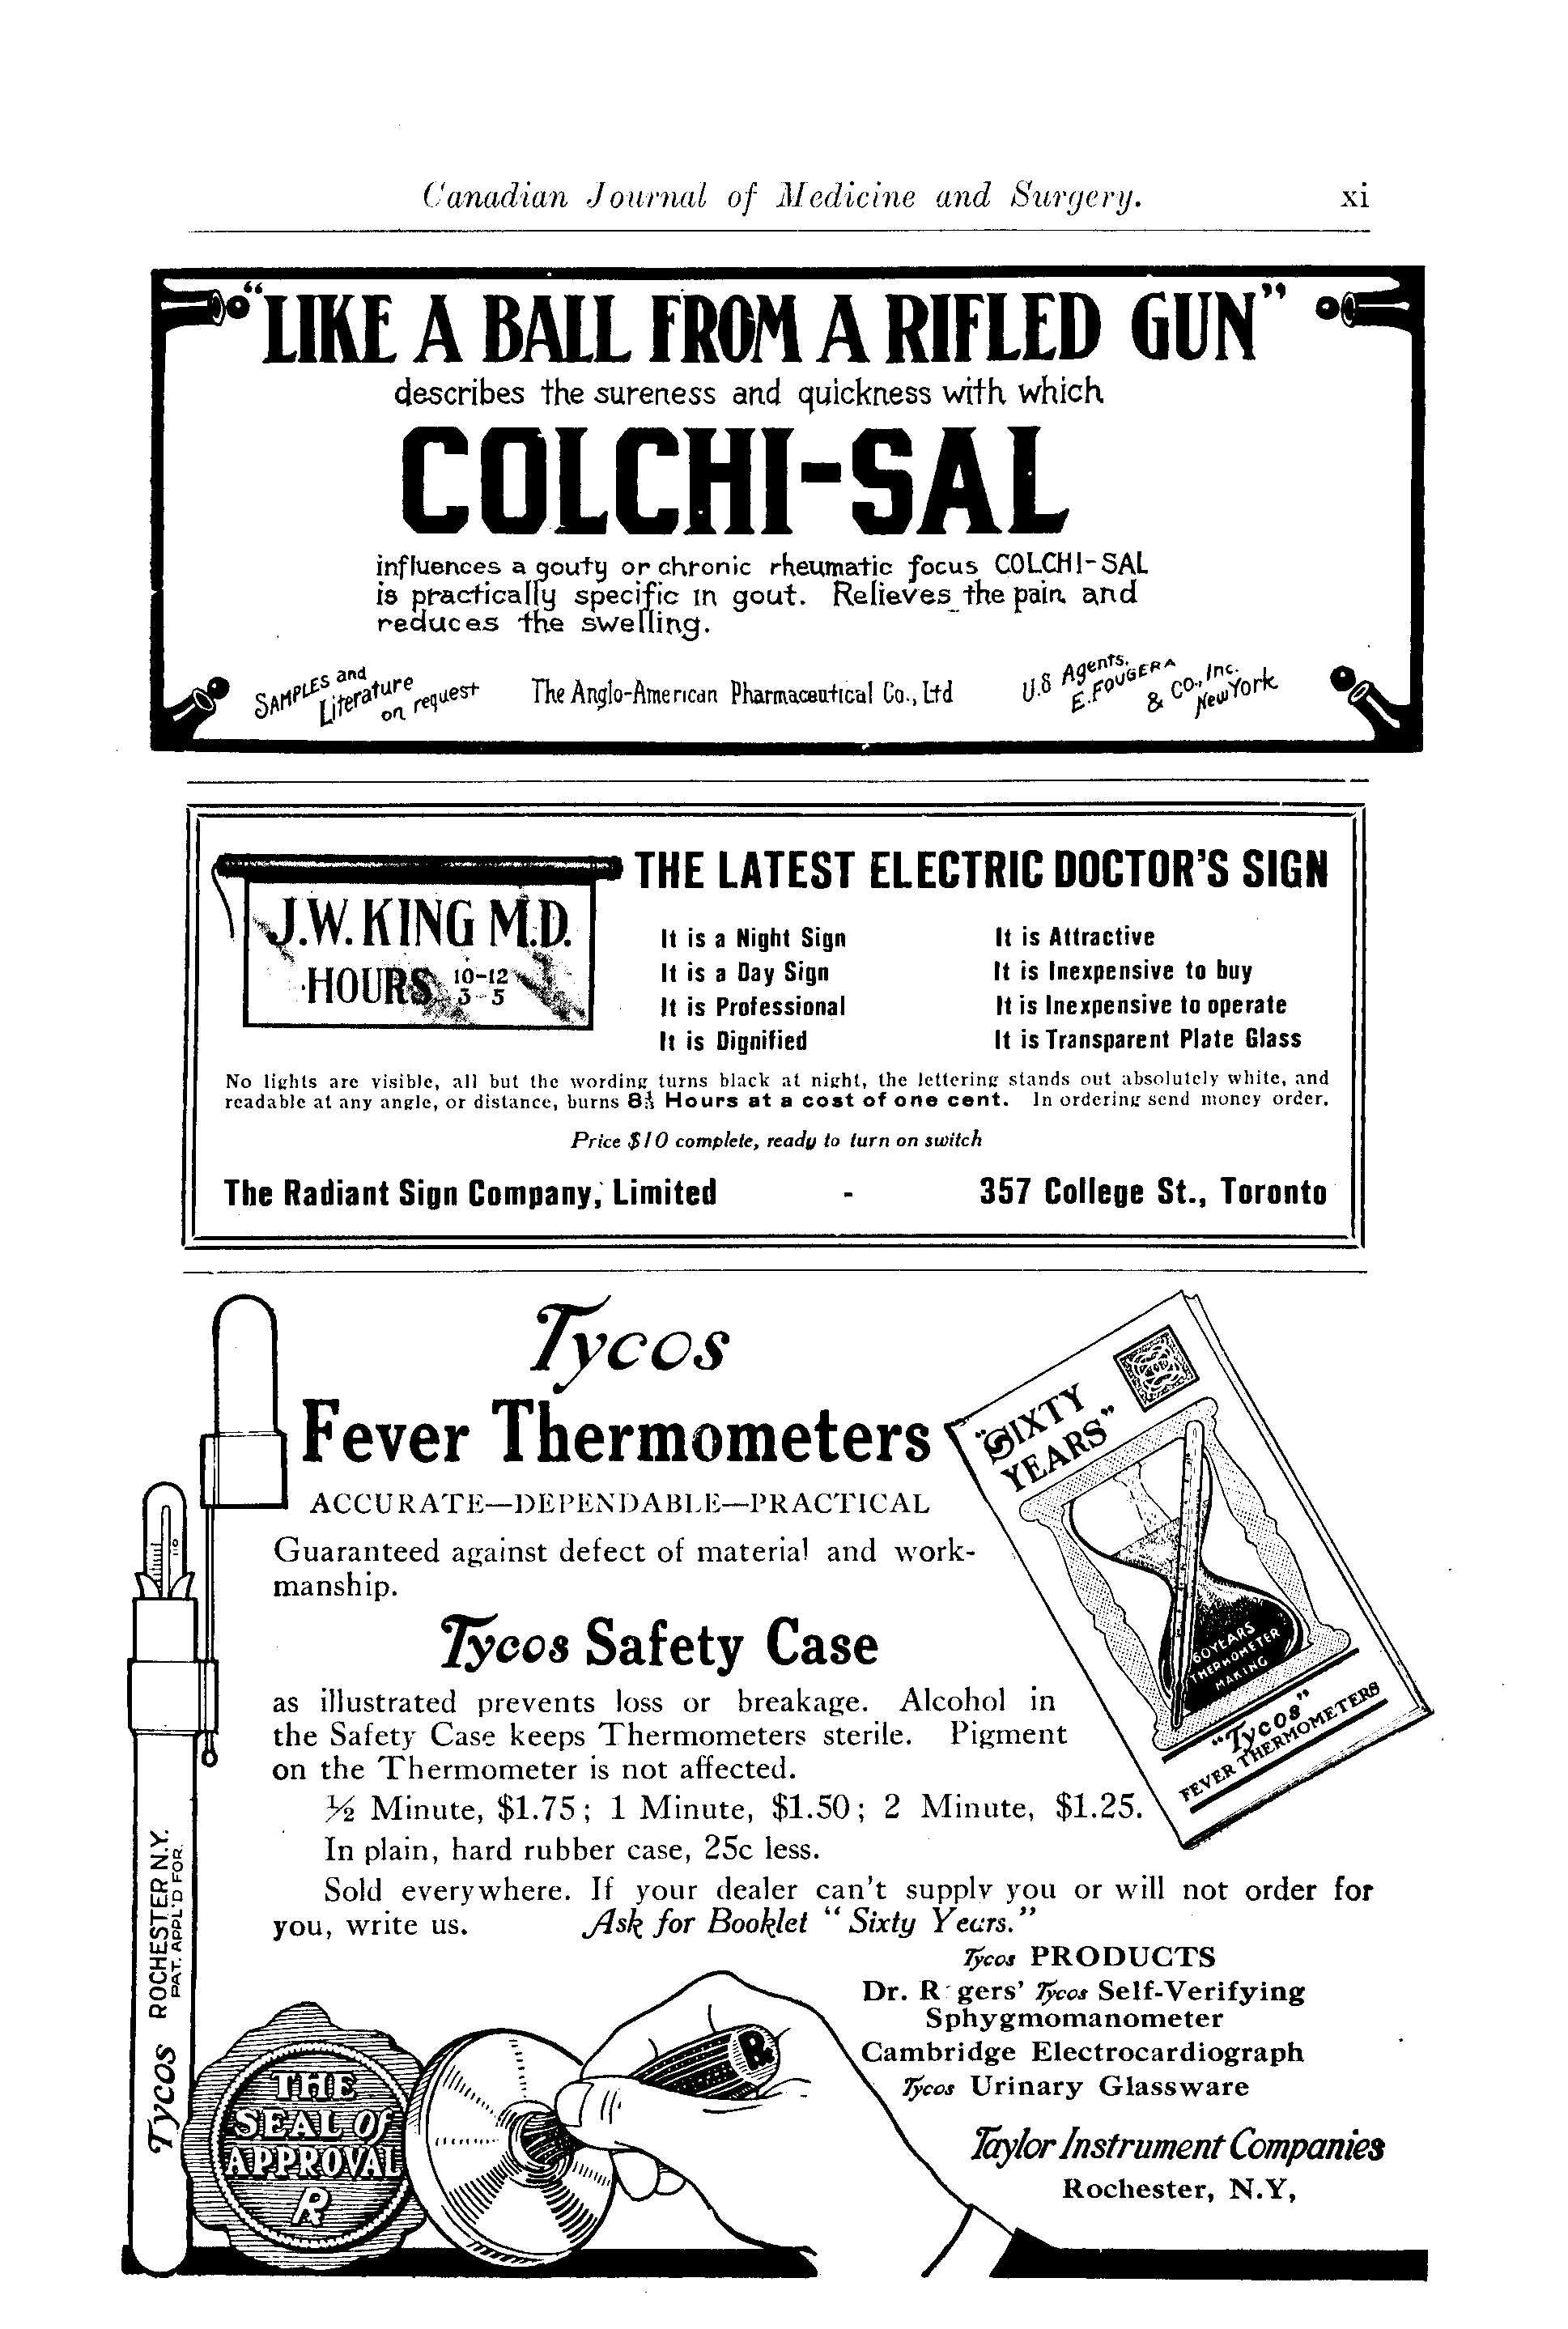 Canadian Journal of Medicine and Surgery. xi
"LIKE A BALL FROM A RIFLED GUN"
describes the sureness and quickness with which
COLCHI-SAL
influences a gouty or chronic rheumatic focus COLCHI-SAL
is practically specific in gout. Relieves the pain and
reduces the swelling.
SAMPLES and
Literature
on request
The Anglo-American Pharmaceutical Co., Ltd
U.S Agents.
E. FOUGERA
& Co., Inc.
New York
J.W. KING M.D.
HOURS 10-12
3-5
THE LATEST ELECTRIC DOCTOR'S SIGN
It is a Night Sign
It is a Day Sign
It is Professional
It is Dignified
It is Attractive
It is Inexpensive to buy
It is Inexpensive to operate
It is Transparent Plate Glass
No lights are visible, all but the wording turns black at night, the lettering stands out absolutely white, and
readable at any angle, or distance, burns Hours at a cost of one cent. In ordering send money order.
Price $10 complete, ready to turn on switch
The Radiant Sign Company, Limited - 357 College St., Toronto
Tycos
Fever Thermometers
ACCURATE—DEPENDABLE—PRACTICAL
Guaranteed against defect of material and work-
manship.
Tycos Safety Case
as illustrated prevents loss or breakage. Alcohol in
the Safety Case keeps Thermometers sterile. Pigment
on the Thermometer is not affected.
½ Minute, $1.75; 1 Minute, $1.50; 2 Minute, $1.25.
In plain, hard rubber case, 25c less.
Sold everywhere. If your dealer can't supply you or will not order for
you, write us. Ask for Booklet "Sixty Years."
"SIXTY
YEARS"
60 YEARS
THERMOMETER
MAKING
"Tycos"
FEVER THERMOMETERS
Tycos PRODUCTS
Dr. R gers' Tycos Self-Verifying
Sphygmomanometer
Cambridge Electrocardiograph
Tycos Urinary Glassware
Taylor Instrument Companies
Rochester, N.Y,
Tycos ROCHESTER N.Y.
PAT. APPL'D FOR.
110
THE
SEAL Of
APPROVAL
℞
℞